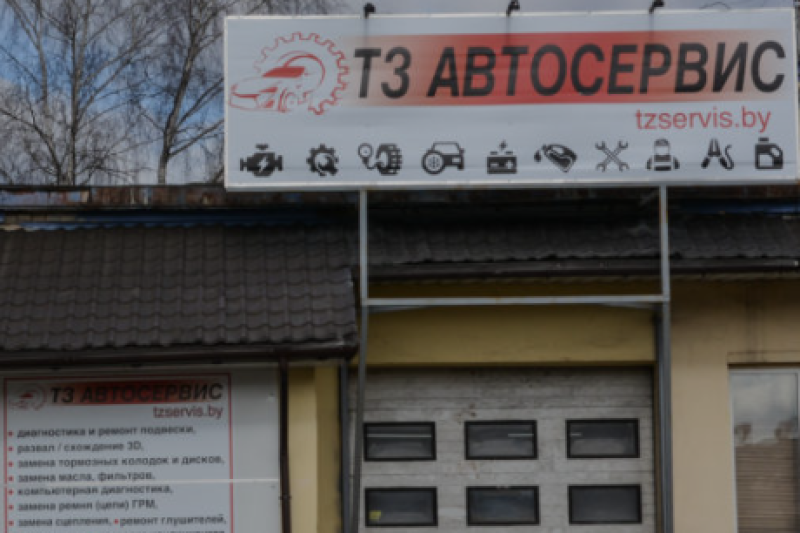 ТЗ АВТОСЕРВИС
tzservis.by
ТЗ АВТОСЕРВИС
tzservis.by
• диагностика и ремонт подвески,
• развал / схождение 3D,
• замена тормозных колодок и дисков,
• замена масла, фильтров,
• компьютерная диагностика,
• замена ремня (цепи) ГРМ,
• замена сцепления, • ремонт глушителей,